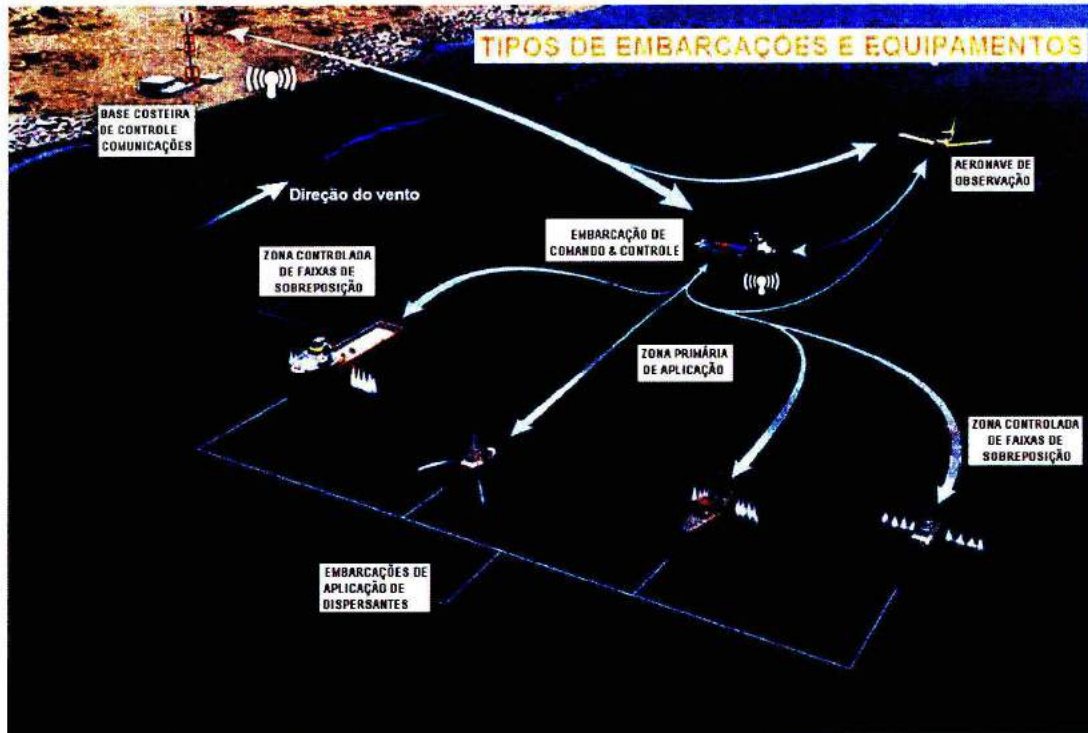 TIPOS DE EMBARCAÇÕES E EQUIPAMENTOS
BASE COSTEIRA
DE CONTROLE
COMUNICAÇÕES
AERONAVE DE
OBSERVAÇÃO
Direção do vento
EMBARCAÇÃO DE
COMANDO & CONTROLE
ZONA CONTROLADA
DE FAIXAS DE
SOBREPOSIÇÃO
ZONA PRIMÁRIA
DE APLICAÇÃO
ZONA CONTROLADA
DE FAIXAS DE
SOBREPOSIÇÃO
EMBARCAÇÕES DE
APLICAÇÃO DE
DISPERSANTES